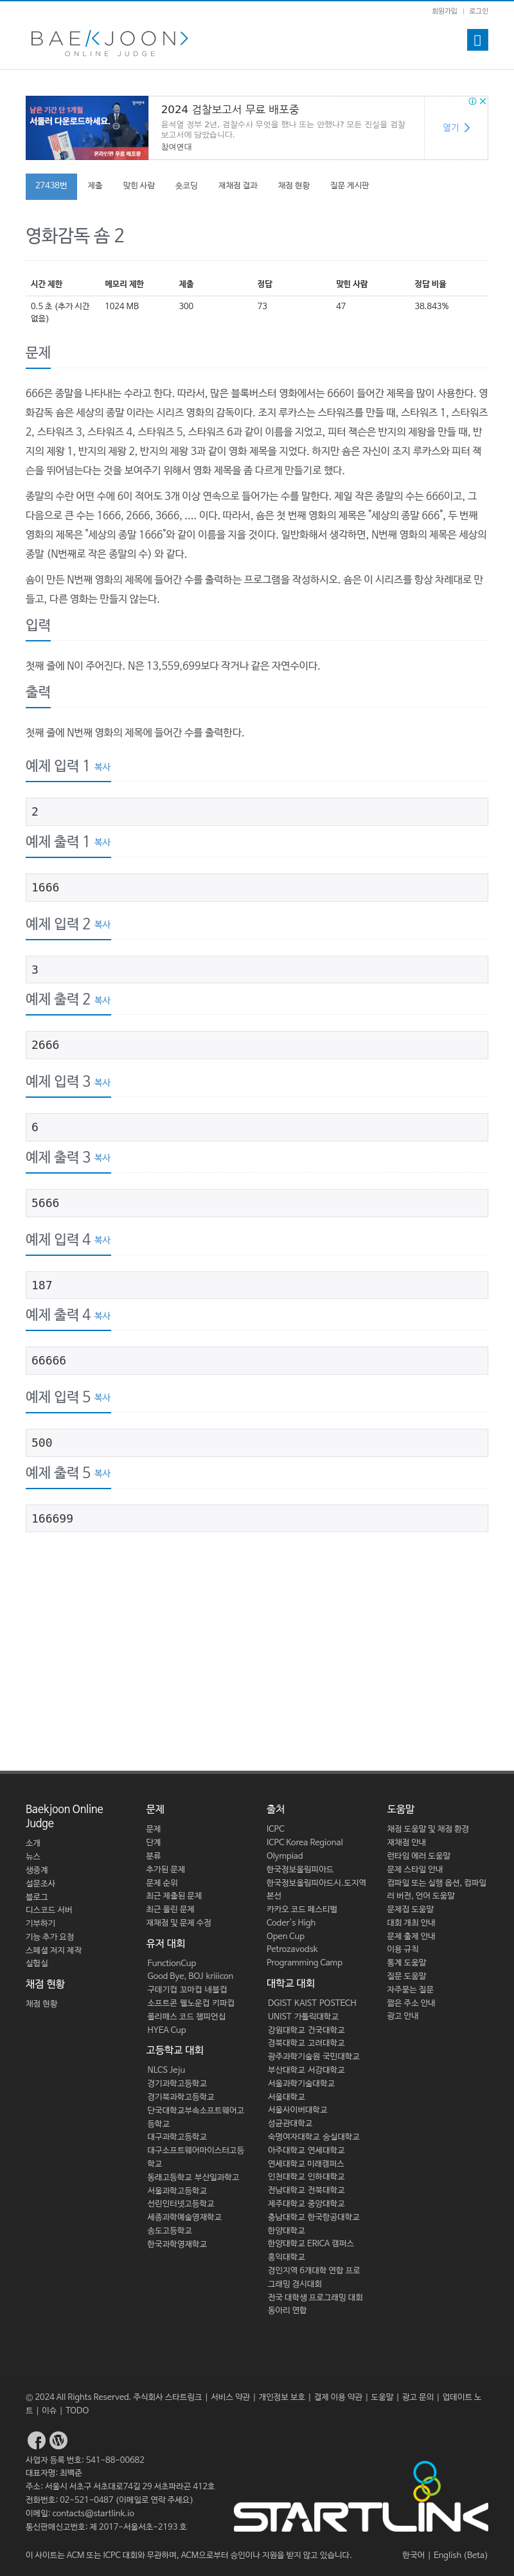 회원가입 | 로그인
BAEKJOON
ONLINE JUDGE
남은 기간 단 1개월
서둘러 다운로드하세요.
온라인판 무료 배포중
2024 검찰보고서 무료 배포중
윤석열 정부 2년, 검찰수사 무엇을 했나 또는 안했나? 모든 진실을 검찰
보고서에 담았습니다.
참여연대
열기
27438번 제출 맞힌 사람 숏코딩 재채점 결과 채점 현황 질문 게시판
영화감독 숌 2
시간 제한 메모리 제한 제출 정답 맞힌 사람 정답 비율
0.5 초 (추가 시간 없음) 1024 MB 300 73 47 38.843%
문제
666은 종말을 나타내는 수라고 한다. 따라서, 많은 블록버스터 영화에서는 666이 들어간 제목을 많이 사용한다. 영
화감독 숌은 세상의 종말 이라는 시리즈 영화의 감독이다. 조지 루카스는 스타워즈를 만들 때, 스타워즈 1, 스타워즈
2, 스타워즈 3, 스타워즈 4, 스타워즈 5, 스타워즈 6과 같이 이름을 지었고, 피터 잭슨은 반지의 제왕을 만들 때, 반
지의 제왕 1, 반지의 제왕 2, 반지의 제왕 3과 같이 영화 제목을 지었다. 하지만 숌은 자신이 조지 루카스와 피터 잭
슨을 뛰어넘는다는 것을 보여주기 위해서 영화 제목을 좀 다르게 만들기로 했다.
종말의 수란 어떤 수에 6이 적어도 3개 이상 연속으로 들어가는 수를 말한다. 제일 작은 종말의 수는 666이고, 그
다음으로 큰 수는 1666, 2666, 3666, .... 이다. 따라서, 숌은 첫 번째 영화의 제목은 "세상의 종말 666", 두 번째
영화의 제목은 "세상의 종말 1666"와 같이 이름을 지을 것이다. 일반화해서 생각하면, N번째 영화의 제목은 세상의
종말 (N번째로 작은 종말의 수) 와 같다.
숌이 만든 N번째 영화의 제목에 들어간 수를 출력하는 프로그램을 작성하시오. 숌은 이 시리즈를 항상 차례대로 만
들고, 다른 영화는 만들지 않는다.
입력
첫째 줄에 N이 주어진다. N은 13,559,699보다 작거나 같은 자연수이다.
출력
첫째 줄에 N번째 영화의 제목에 들어간 수를 출력한다.
예제 입력 1 복사
2
예제 출력 1 복사
1666
예제 입력 2 복사
3
예제 출력 2 복사
2666
예제 입력 3 복사
6
예제 출력 3 복사
5666
예제 입력 4 복사
187
예제 출력 4 복사
66666
예제 입력 5 복사
500
예제 출력 5 복사
166699
Baekjoon Online
Judge
소개
뉴스
생중계
설문조사
블로그
디스코드 서버
기부하기
기능 추가 요청
스페셜 저지 제작
실험실
채점 현황
채점 현황
문제
문제
단계
분류
추가된 문제
문제 순위
최근 제출된 문제
최근 풀린 문제
재채점 및 문제 수정
유저 대회
FunctionCup
Good Bye, BOJ kriiicon
구데기컵 꼬마컵 네블컵
소프트콘 웰노운컵 키파컵
폴리매스 코드 챔피언십
HYEA Cup
고등학교 대회
NLCS Jeju
경기과학고등학교
경기북과학고등학교
단국대학교부속소프트웨어고
등학교
대구과학고등학교
대구소프트웨어마이스터고등
학교
동래고등학교 부산일과학고
서울과학고등학교
선린인터넷고등학교
세종과학예술영재학교
송도고등학교
한국과학영재학교
출처
ICPC
ICPC Korea Regional
Olympiad
한국정보올림피아드
한국정보올림피아드시.도지역
본선
카카오 코드 페스티벌
Coder's High
Open Cup
Petrozavodsk
Programming Camp
대학교 대회
DGIST KAIST POSTECH
UNIST 가톨릭대학교
강원대학교 건국대학교
경북대학교 고려대학교
광주과학기술원 국민대학교
부산대학교 서강대학교
서울과학기술대학교
서울대학교
서울사이버대학교
성균관대학교
숙명여자대학교 숭실대학교
아주대학교 연세대학교
연세대학교 미래캠퍼스
인천대학교 인하대학교
전남대학교 전북대학교
제주대학교 중앙대학교
충남대학교 한국항공대학교
한양대학교
한양대학교 ERICA 캠퍼스
홍익대학교
경인지역 6개대학 연합 프로
그래밍 경시대회
전국 대학생 프로그래밍 대회
동아리 연합
도움말
채점 도움말 및 채점 환경
재채점 안내
런타임 에러 도움말
문제 스타일 안내
컴파일 또는 실행 옵션, 컴파일
러 버전, 언어 도움말
문제집 도움말
대회 개최 안내
문제 출제 안내
이용 규칙
통계 도움말
질문 도움말
자주묻는 질문
짧은 주소 안내
광고 안내
© 2024 All Rights Reserved. 주식회사 스타트링크 | 서비스 약관 | 개인정보 보호 | 결제 이용 약관 | 도움말 | 광고 문의 | 업데이트 노
트 | 이슈 | TODO
사업자 등록 번호: 541-88-00682
대표자명: 최백준
주소: 서울시 서초구 서초대로74길 29 서초파라곤 412호
전화번호: 02-521-0487 (이메일로 연락 주세요)
이메일: contacts@startlink.io
통신판매신고번호: 제 2017-서울서초-2193 호
STARTLINK
이 사이트는 ACM 또는 ICPC 대회와 무관하며, ACM으로부터 승인이나 지원을 받지 않고 있습니다.
한국어 | English (Beta)